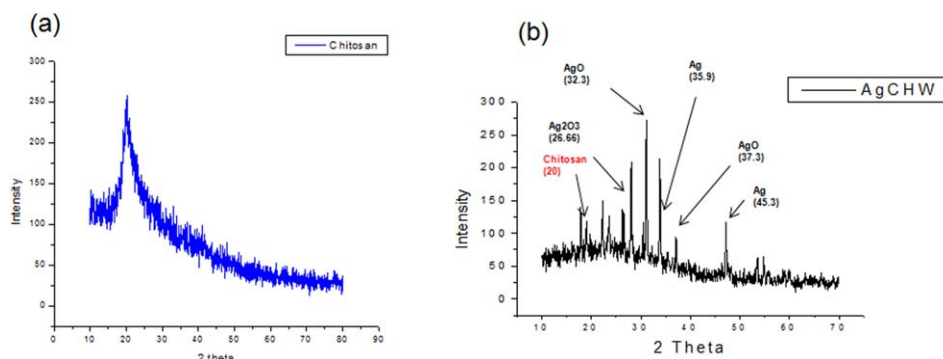 (a)
Chitosan
300
250
200
150
100
50
0
Intensity
0 10 20 30 40 50 60 70 80 90
2 theta
(b)
AgCHW
AgO
(32.3)
Ag
(35.9)
Ag2O3
(26.66)
Chitosan
(20)
AgO
(37.3)
Ag
(45.3)
300
250
200
150
100
50
0
Intensity
10 20 30 40 50 60 70
2 Theta